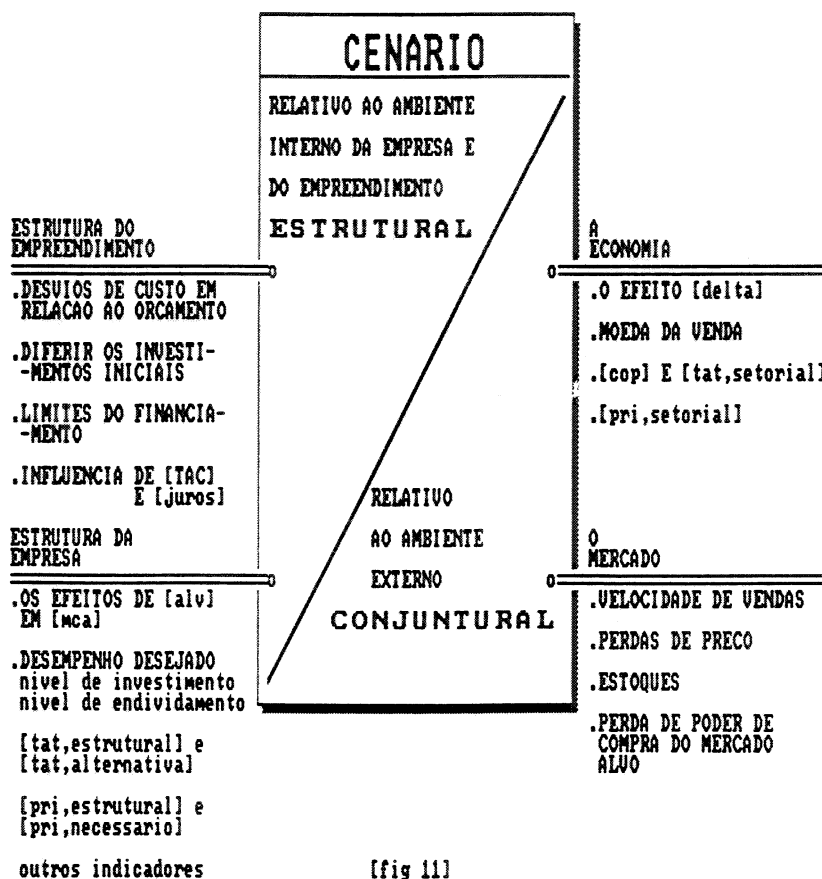 CENARIO
RELATIVO AO AMBIENTE
INTERNO DA EMPRESA E
DO EMPREENDIMENTO
ESTRUTURAL
ESTRUTURA DO
EMPREENDIMENTO
.DESVIOS DE CUSTO EM
RELACAO AO ORCAMENTO
.DIFERIR OS INVESTI-
-MENTOS INICIAIS
.LIMITES DO FINANCIA-
-MENTO
.INFLUENCIA DE [TAC]
E [juros]
ESTRUTURA DA
EMPRESA
.OS EFEITOS DE [alv]
EM [mca]
.DESEMPENHO DESEJADO
nivel de investimento
nivel de endividamento
[tat,estrutural] e
[tat,alternativa]
[pri,estrutural] e
[pri,necessario]
outros indicadores
A
ECONOMIA
.O EFEITO [delta]
.MOEDA DA VENDA
.[cop] E [tat,setorial]
.[pri,setorial]
RELATIVO
AO AMBIENTE
EXTERNO
CONJUNTURAL
O
MERCADO
.VELOCIDADE DE VENDAS
.PERDAS DE PRECO
.ESTOQUES
.PERDA DE PODER DE
COMPRA DO MERCADO
ALVO
[fig 11]